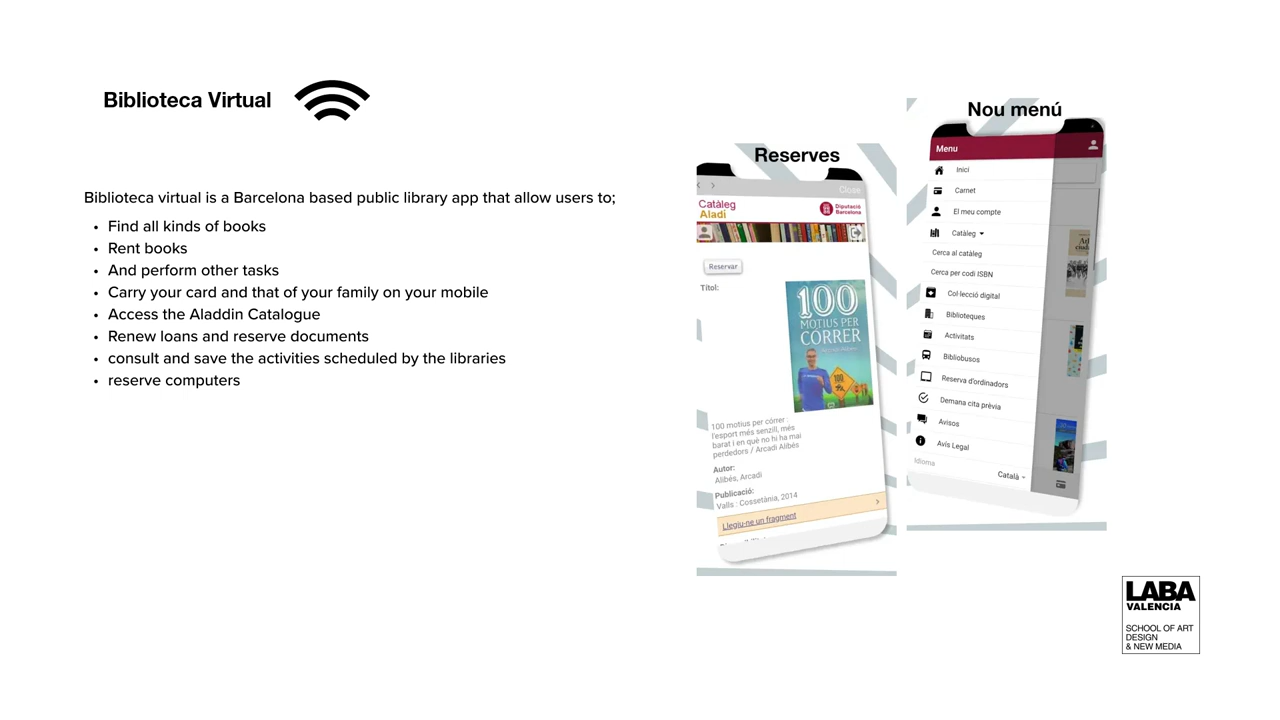 Biblioteca Virtual
Biblioteca virtual is a Barcelona based public library app that allow users to;
• Find all kinds of books
• Rent books
• And perform other tasks
• Carry your card and that of your family on your mobile
• Access the Aladdin Catalogue
• Renew loans and reserve documents
• consult and save the activities scheduled by the libraries
• reserve computers
Reserves
Close
Catàleg
Aladí
Diputació
Barcelona
Reservar
Títol:
100
MOTIUS PER
CÓRRER
100 motius per córrer :
l'esport més senzill, més
barat i en què no hi ha mai
perdedors / Arcadi Alibés
Autor:
Alibés, Arcadi
Publicació:
Valls : Cossetània, 2014
Llegiu-ne un fragment
Nou menú
Menu
Inici
Carnet
El meu compte
Catàleg
Cerca al catàleg
Cerca per codi ISBN
Col·lecció digital
Biblioteques
Activitats
Bibliobusos
Reserva d'ordinadors
Demana cita prèvia
Avisos
Avís Legal
Idioma
Català
LABA
VALENCIA
SCHOOL OF ART
DESIGN
& NEW MEDIA